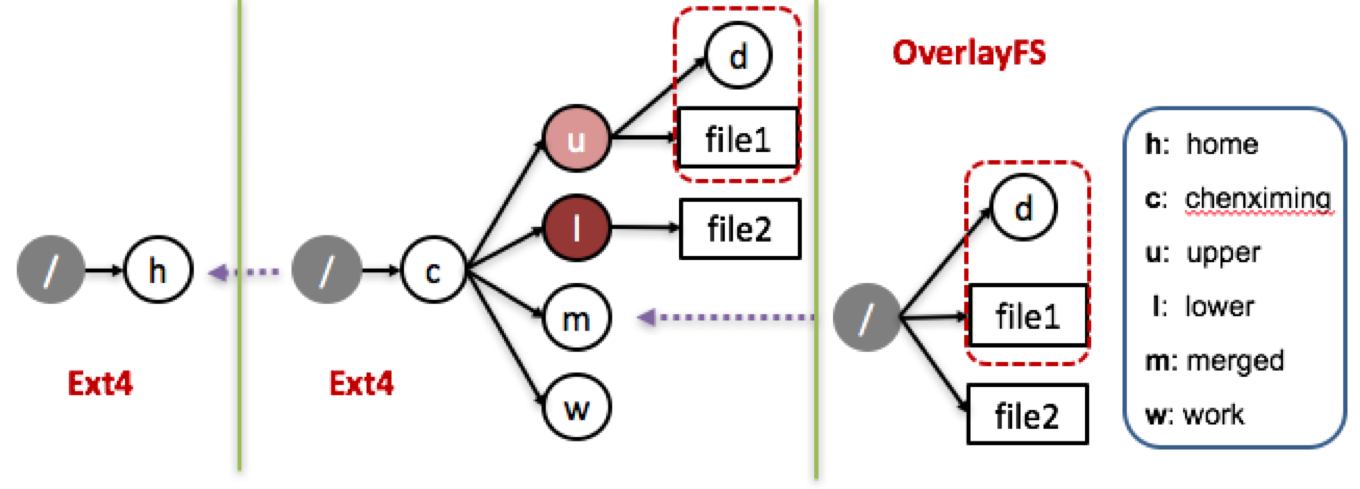 /
h
Ext4
/
c
u
l
m
w
d
file1
file2
Ext4
OverlayFS
/
d
file1
file2
h: home
c: chenximing
u: upper
l: lower
m: merged
w: work